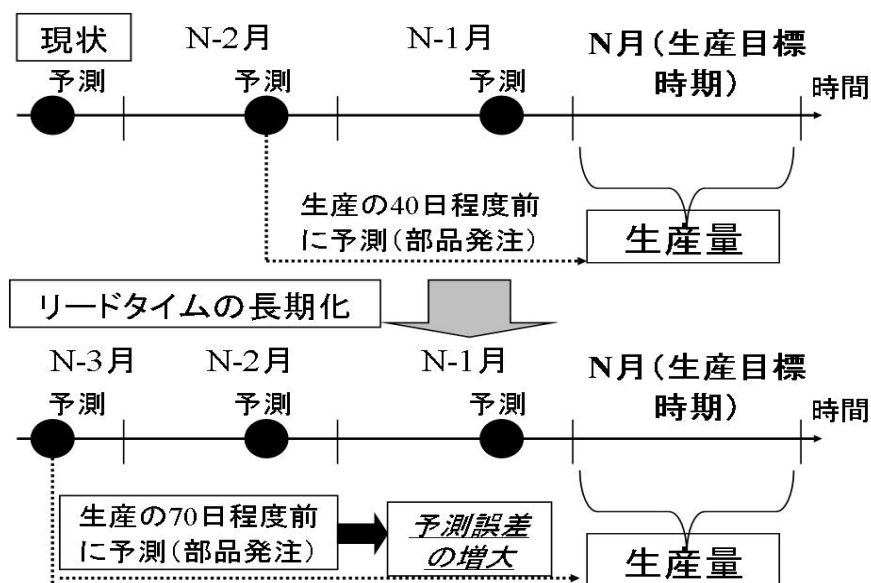 現状
N-2月
N-1月
N月(生産目標
時期)
予測
予測
予測
時間
生産の40日程度前
に予測(部品発注)
生産量
リードタイムの長期化
N-3月
N-2月
N-1月
N月(生産目標
時期)
予測
予測
予測
時間
生産の70日程度前
に予測(部品発注)
予測誤差
の増大
生産量